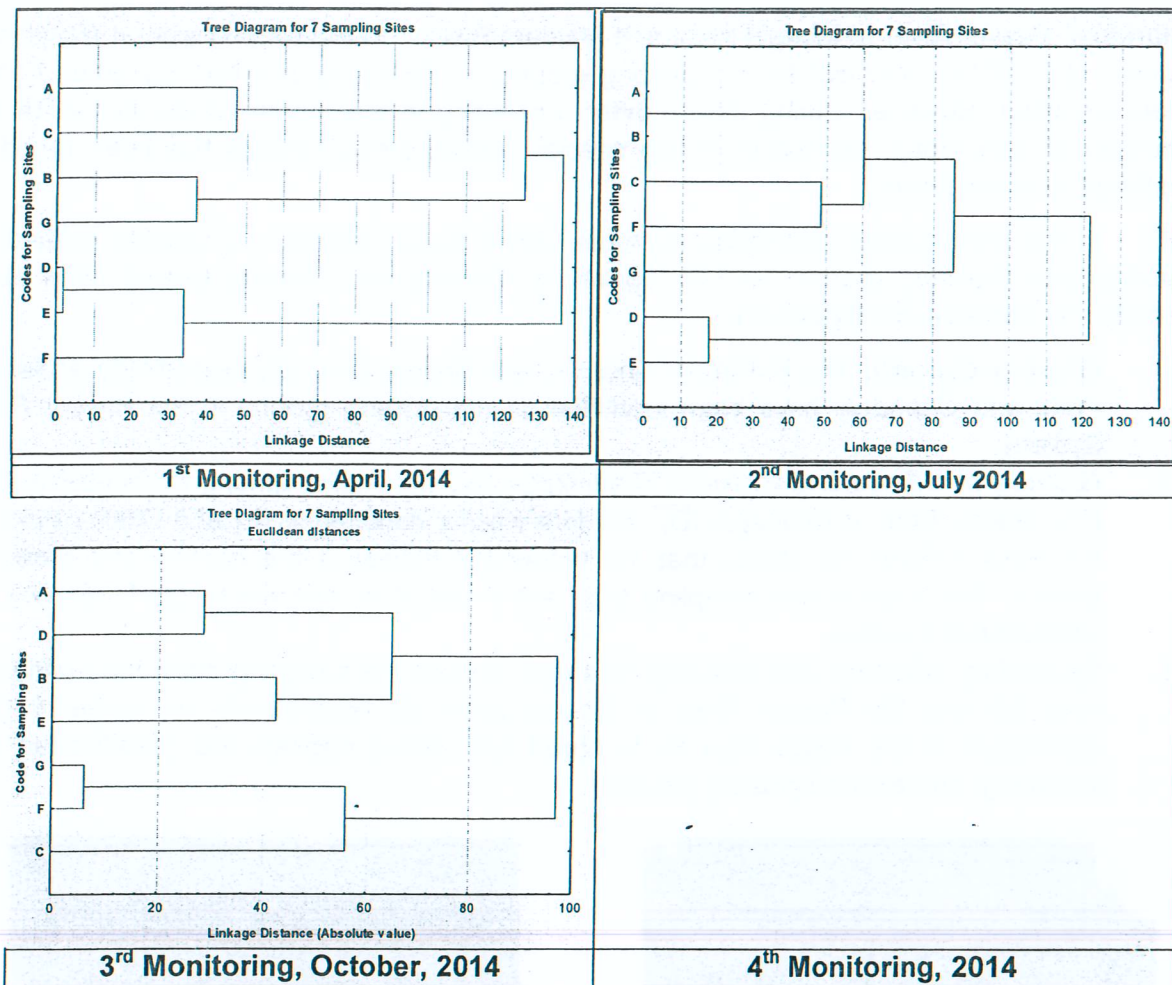 Tree Diagram for 7 Sampling Sites
Codes for Sampling Sites
A
C
B
G
D
E
F
0 10 20 30 40 50 60 70 80 90 100 110 120 130 140
Linkage Distance
1st Monitoring, April, 2014
Tree Diagram for 7 Sampling Sites
Codes for Sampling Sites
A
B
C
F
G
D
E
0 10 20 30 40 50 60 70 80 90 100 110 120 130 140
Linkage Distance
2nd Monitoring, July 2014
Tree Diagram for 7 Sampling Sites
Euclidean distances
Code for Sampling Sites
A
D
B
E
G
F
C
0 20 40 60 80 100
Linkage Distance (Absolute value)
3rd Monitoring, October, 2014
4th Monitoring, 2014